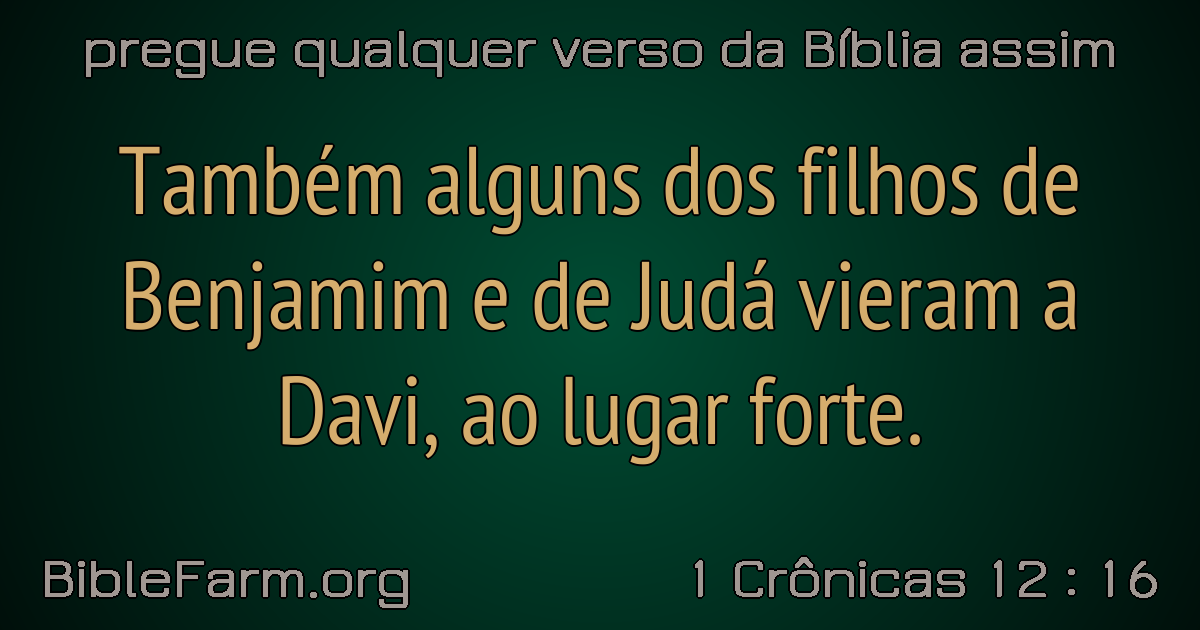 pregue qualquer verso da Bíblia assim
Também alguns dos filhos de
Benjamim e de Judá vieram a
Davi, ao lugar forte.
BibleFarm.org
1 Crônicas 12 : 16